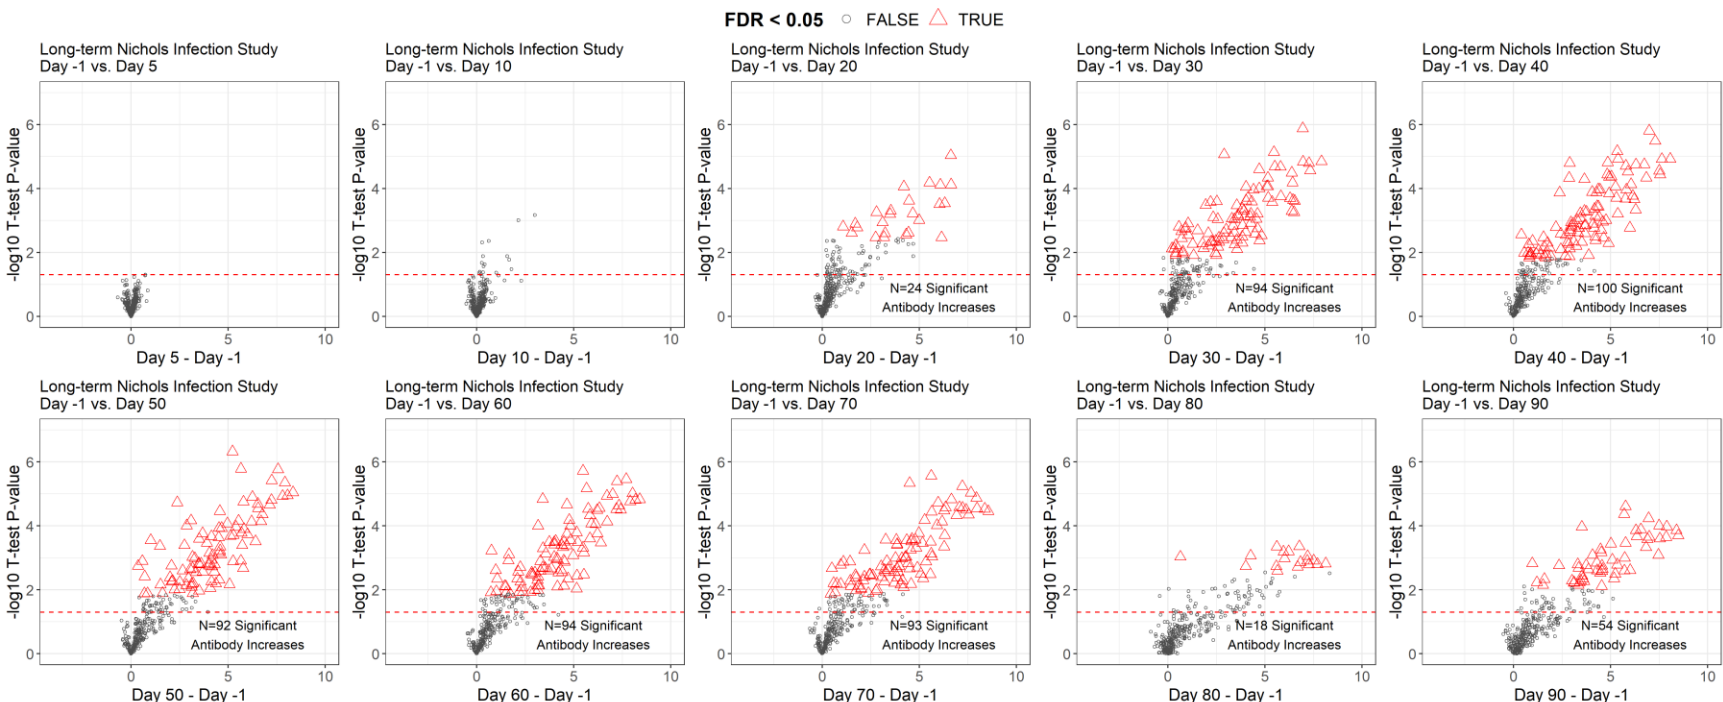 FDR < 0.05 FALSE TRUE
Long-term Nichols Infection Study
Day -1 vs. Day 5
-log10 T-test P-value
6
4
2
0
0 5 10
Day 5 - Day -1
Long-term Nichols Infection Study
Day -1 vs. Day 10
-log10 T-test P-value
6
4
2
0
0 5 10
Day 10 - Day -1
Long-term Nichols Infection Study
Day -1 vs. Day 20
-log10 T-test P-value
6
4
2
0
N=24 Significant
Antibody Increases
0 5 10
Day 20 - Day -1
Long-term Nichols Infection Study
Day -1 vs. Day 30
-log10 T-test P-value
6
4
2
0
N=94 Significant
Antibody Increases
0 5 10
Day 30 - Day -1
Long-term Nichols Infection Study
Day -1 vs. Day 40
-log10 T-test P-value
6
4
2
0
N=100 Significant
Antibody Increases
0 5 10
Day 40 - Day -1
Long-term Nichols Infection Study
Day -1 vs. Day 50
-log10 T-test P-value
6
4
2
0
N=92 Significant
Antibody Increases
0 5 10
Day 50 - Day -1
Long-term Nichols Infection Study
Day -1 vs. Day 60
-log10 T-test P-value
6
4
2
0
N=94 Significant
Antibody Increases
0 5 10
Day 60 - Day -1
Long-term Nichols Infection Study
Day -1 vs. Day 70
-log10 T-test P-value
6
4
2
0
N=93 Significant
Antibody Increases
0 5 10
Day 70 - Day -1
Long-term Nichols Infection Study
Day -1 vs. Day 80
-log10 T-test P-value
6
4
2
0
N=18 Significant
Antibody Increases
0 5 10
Day 80 - Day -1
Long-term Nichols Infection Study
Day -1 vs. Day 90
-log10 T-test P-value
6
4
2
0
N=54 Significant
Antibody Increases
0 5 10
Day 90 - Day -1